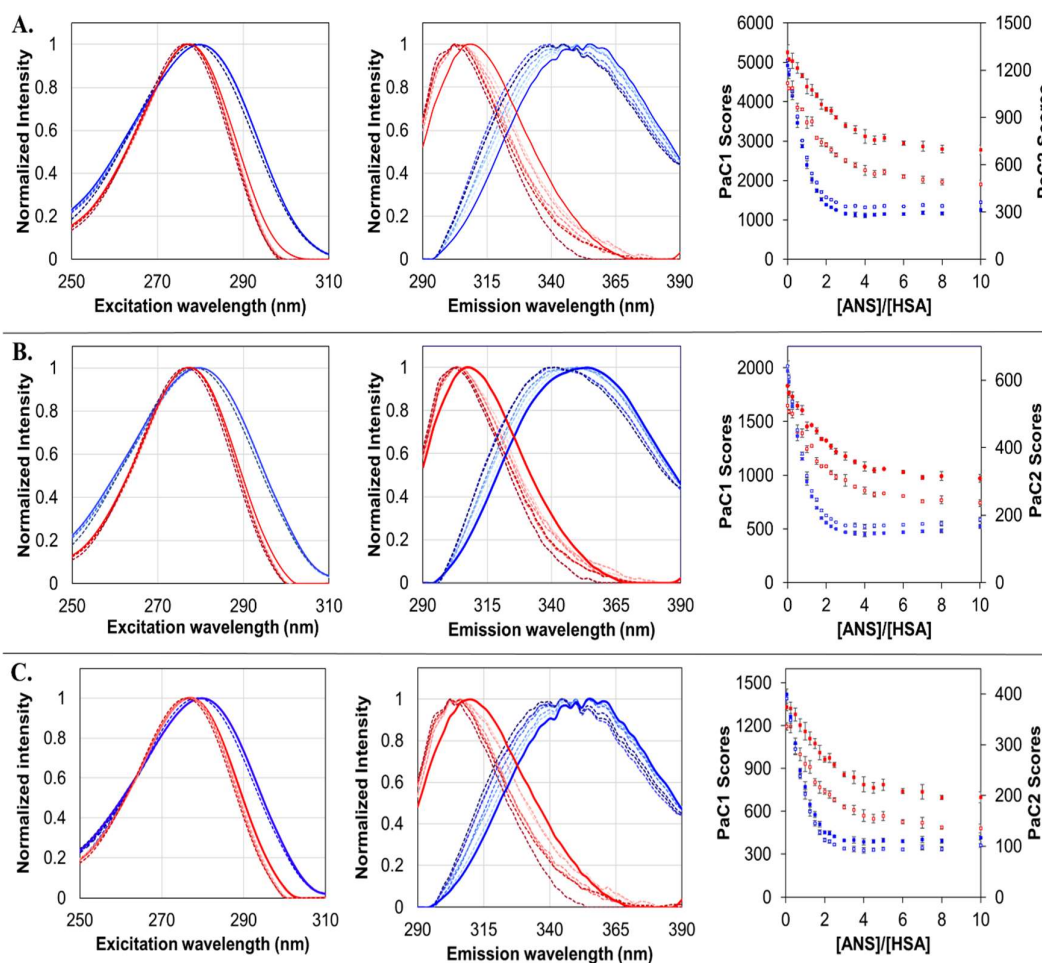 A.
Normalized Intensity
1
0.8
0.6
0.4
0.2
0
250 270 290 310
Excitation wavelength (nm)
Normalized Intensity
1
0.8
0.6
0.4
0.2
0
290 315 340 365 390
Emission wavelength (nm)
PaC1 Scores
6000
5000
4000
3000
2000
1000
0
0 2 4 6 8 10
[ANS]/[HSA]
1500
1200
900
600
300
0
PaC2 Scores
B.
Normalized Intensity
1
0.8
0.6
0.4
0.2
0
250 270 290 310
Excitation wavelength (nm)
Normalized Intensity
1
0.8
0.6
0.4
0.2
0
290 315 340 365 390
Emission wavelength (nm)
PaC1 Scores
2000
1500
1000
500
0
0 2 4 6 8 10
[ANS]/[HSA]
600
400
200
0
PaC2 Scores
C.
Normalized intensity
1
0.8
0.6
0.4
0.2
0
250 270 290 310
Exicitation wavelength (nm)
Normalized Intensity
1
0.8
0.6
0.4
0.2
0
290 315 340 365 390
Emission wavelength (nm)
PaC1 Scores
1500
1200
900
600
300
0
0 2 4 6 8 10
[ANS]/[HSA]
400
300
200
100
0
PaC2 Scores